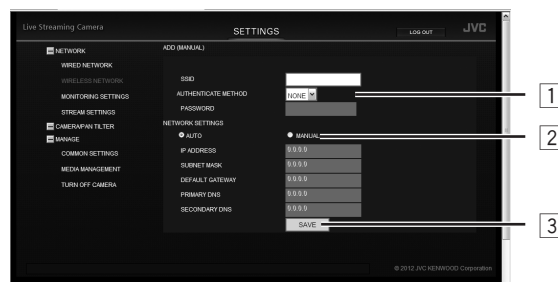 Live Streaming Camera
SETTINGS
LOG OUT
JVC
NETWORK
WIRED NETWORK
WIRELESS NETWORK
MONITORING SETTINGS
STREAM SETTINGS
CAMERA/PAN TILTER
MANAGE
COMMON SETTINGS
MEDIA MANAGEMENT
TURN OFF CAMERA
ADD (MANUAL)
SSID
AUTHENTICATE METHOD NONE
PASSWORD
NETWORK SETTINGS
AUTO MANUAL
IP ADDRESS 0.0.0.0
SUBNET MASK 0.0.0.0
DEFAULT GATEWAY 0.0.0.0
PRIMARY DNS 0.0.0.0
SECONDARY DNS 0.0.0.0
SAVE
1
2
3
© 2012 JVC KENWOOD Corporation